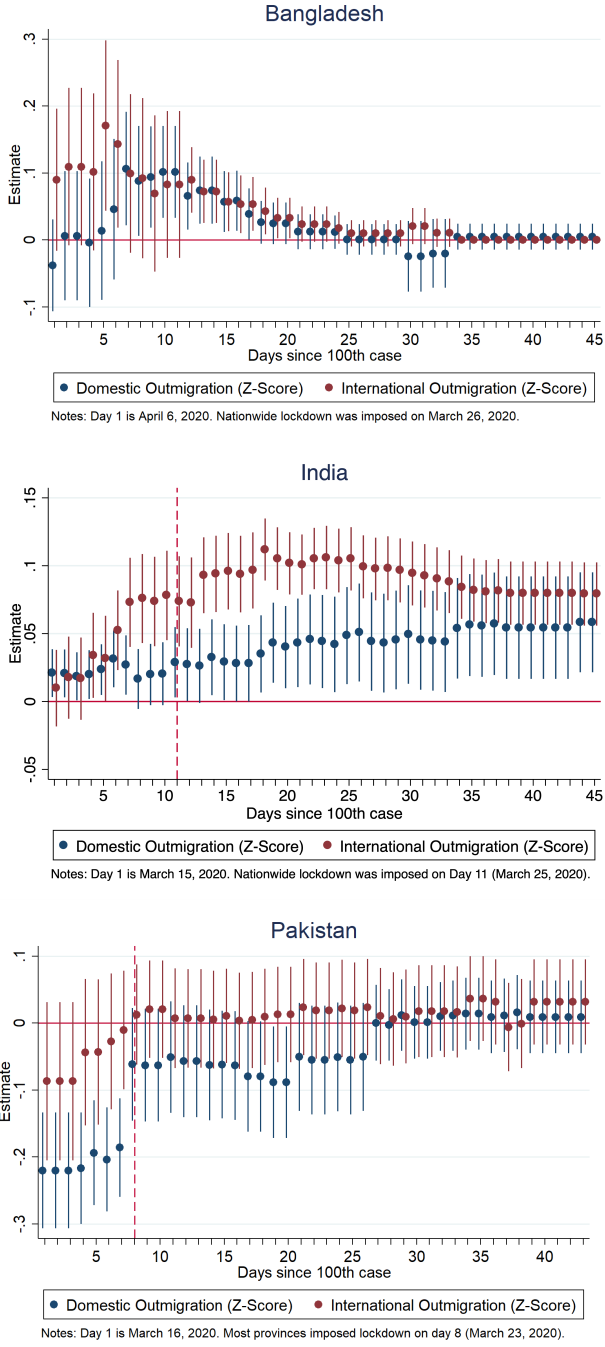 Bangladesh
.3
.2
.1
0
-.1
Estimate
5 10 15 20 25 30 35 40 45
Days since 100th case
Domestic Outmigration (Z-Score) International Outmigration (Z-Score)
Notes: Day 1 is April 6, 2020. Nationwide lockdown was imposed on March 26, 2020.
India
.15
.1
.05
0
-.05
Estimate
5 10 15 20 25 30 35 40 45
Days since 100th case
Domestic Outmigration (Z-Score) International Outmigration (Z-Score)
Notes: Day 1 is March 15, 2020. Nationwide lockdown was imposed on Day 11 (March 25, 2020).
Pakistan
.1
0
-.1
-.2
-.3
Estimate
5 10 15 20 25 30 35 40
Days since 100th case
Domestic Outmigration (Z-Score) International Outmigration (Z-Score)
Notes: Day 1 is March 16, 2020. Most provinces imposed lockdown on day 8 (March 23, 2020).